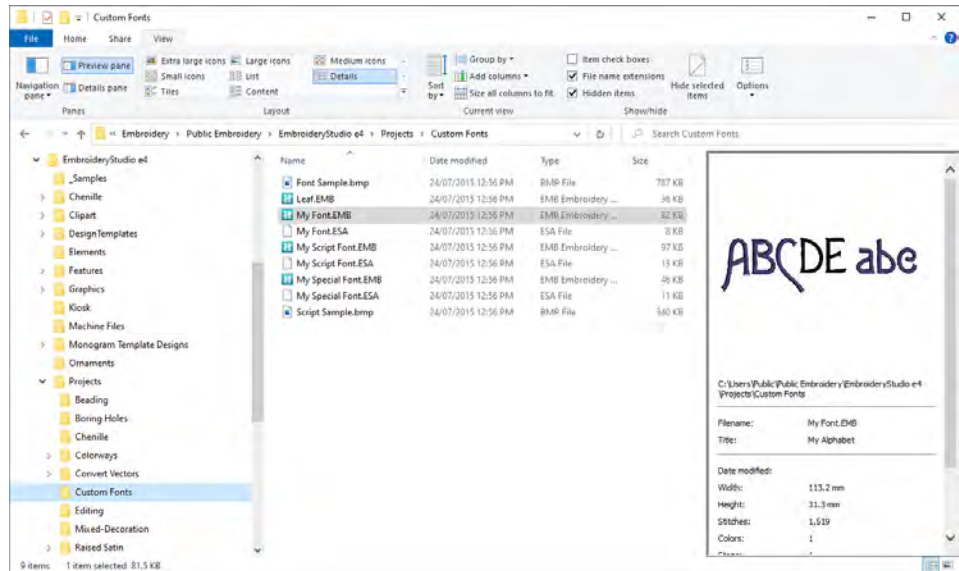 Custom Fonts
File Home Share View
Navigation pane
Preview pane
Details pane
Panes
Extra large icons Large icons Medium icons
Small icons List Details
Tiles Content
Layout
Sort by
Group by
Add columns
Size all columns to fit
Current view
Item check boxes
File name extensions
Hidden items
Hide selected items
Show/hide
Options
« Embroidery › Public Embroidery › EmbroideryStudio e4 › Projects › Custom Fonts
Search Custom Fonts
EmbroideryStudio e4
_Samples
Chenille
Clipart
DesignTemplates
Elements
Features
Graphics
Kiosk
Machine Files
Monogram Template Designs
Ornaments
Projects
Beading
Boring Holes
Chenille
Colorways
Convert Vectors
Custom Fonts
Editing
Mixed-Decoration
Raised Satin
Name Date modified Type Size
Font Sample.bmp 24/07/2015 12:56 PM BMP File 787 KB
Leaf.EMB 24/07/2015 12:56 PM EMB Embroidery ... 36 KB
My Font.EMB 24/07/2015 12:56 PM EMB Embroidery ... 82 KB
My Font.ESA 24/07/2015 12:56 PM ESA File 8 KB
My Script Font.EMB 24/07/2015 12:56 PM EMB Embroidery ... 97 KB
My Script Font.ESA 24/07/2015 12:56 PM ESA File 13 KB
My Special Font.EMB 24/07/2015 12:56 PM EMB Embroidery ... 46 KB
My Special Font.ESA 24/07/2015 12:56 PM ESA File 11 KB
Script Sample.bmp 24/07/2015 12:56 PM BMP File KB
ABCDE abc
C:\Users\Public\Public Embroidery\EmbroideryStudio e4
\Projects\Custom Fonts
Filename: My Font.EMB
Title: My Alphabet
Date modified:
Width: 113.2 mm
Height: 31.3 mm
Stitches: 1,519
Colors: 1
9 items 1 item selected 81.5 KB